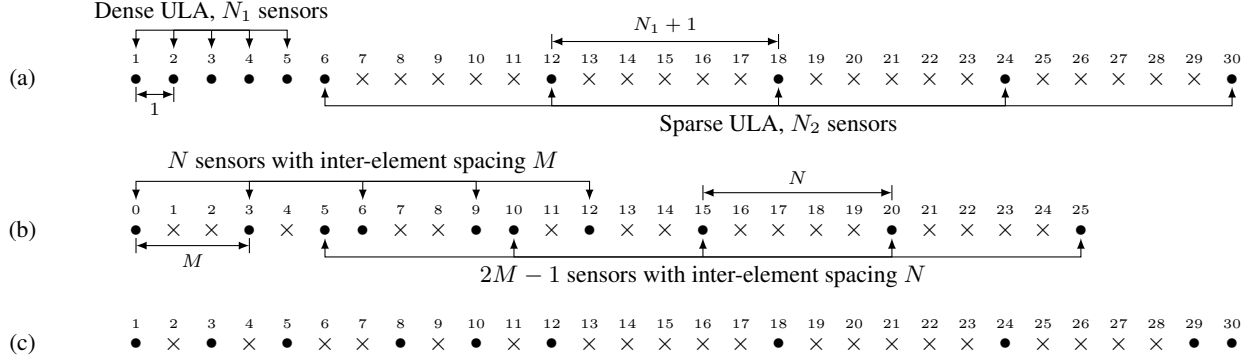 Dense ULA, N₁ sensors
N₁ + 1
1 2 3 4 5 6 7 8 9 10 11 12 13 14 15 16 17 18 19 20 21 22 23 24 25 26 27 28 29 30
(a)
1
Sparse ULA, N₂ sensors
N sensors with inter-element spacing M
N
0 1 2 3 4 5 6 7 8 9 10 11 12 13 14 15 16 17 18 19 20 21 22 23 24 25
(b)
M
2M − 1 sensors with inter-element spacing N
1 2 3 4 5 6 7 8 9 10 11 12 13 14 15 16 17 18 19 20 21 22 23 24 25 26 27 28 29 30
(c)